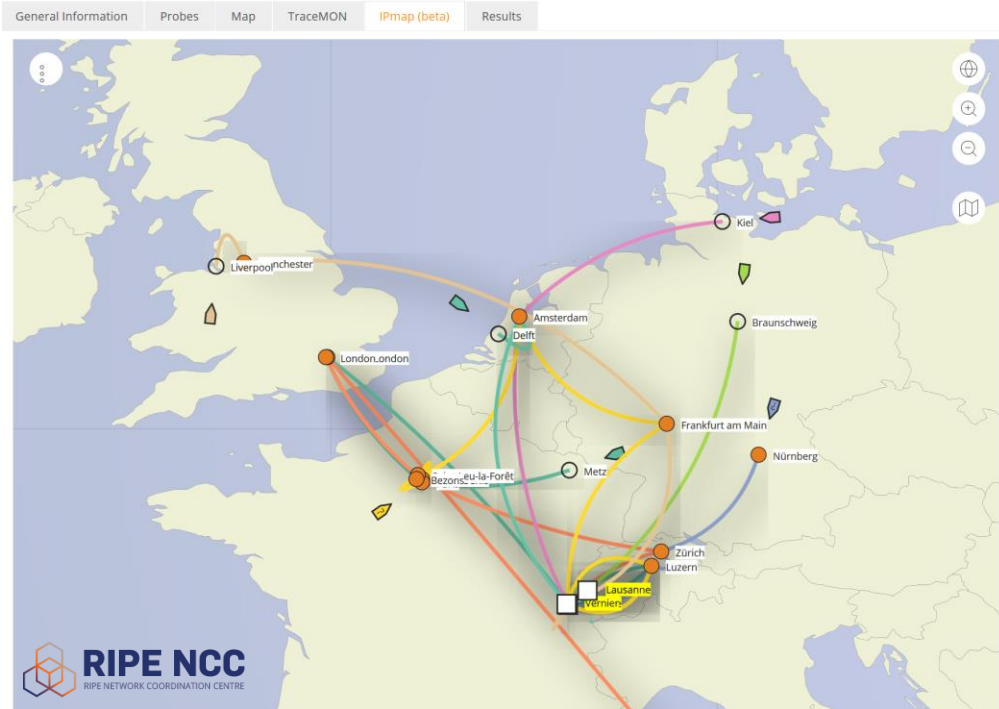 General Information
Probes
Map
TraceMON
IPmap (beta)
Results
Kiel
Liverpool
nchester
Amsterdam
Braunschweig
Delft
London
ondon
Frankfurt am Main
Nürnberg
Metz
eu-la-Forêt
Bezons
Zürich
Luzern
Lausanne
Vernier
RIPE NCC
RIPE NETWORK COORDINATION CENTRE